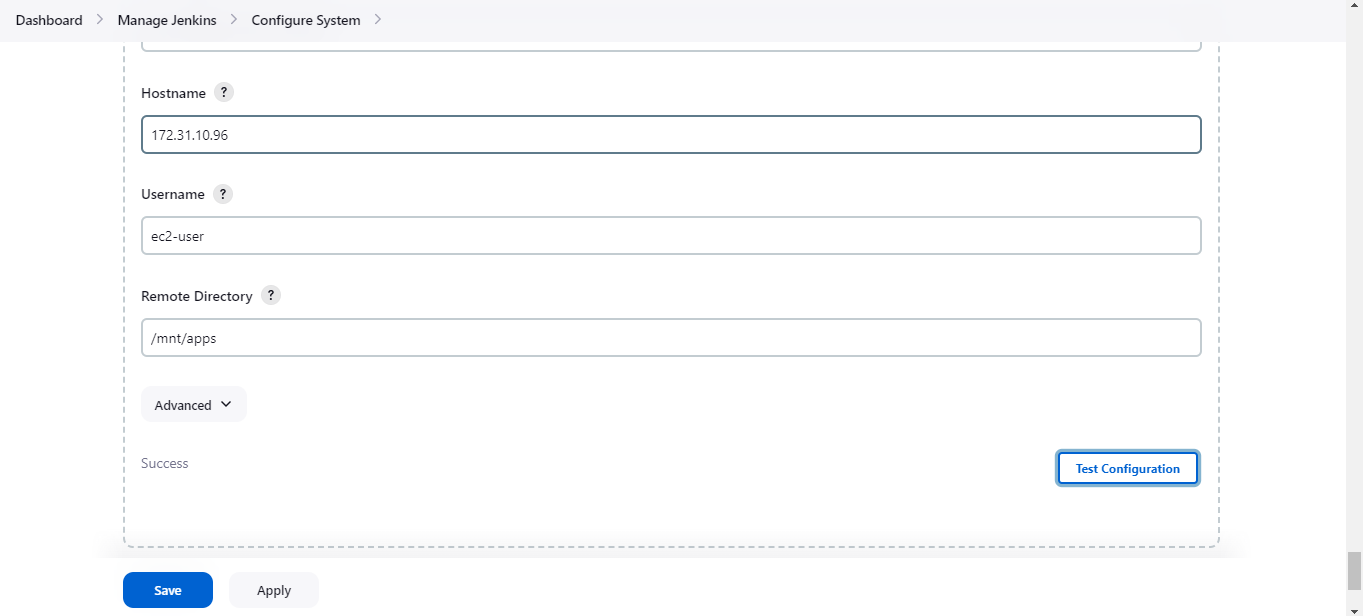 Dashboard > Manage Jenkins > Configure System >
Hostname ?
172.31.10.96
Username ?
ec2-user
Remote Directory ?
/mnt/apps
Advanced
Success
Test Configuration
Save Apply